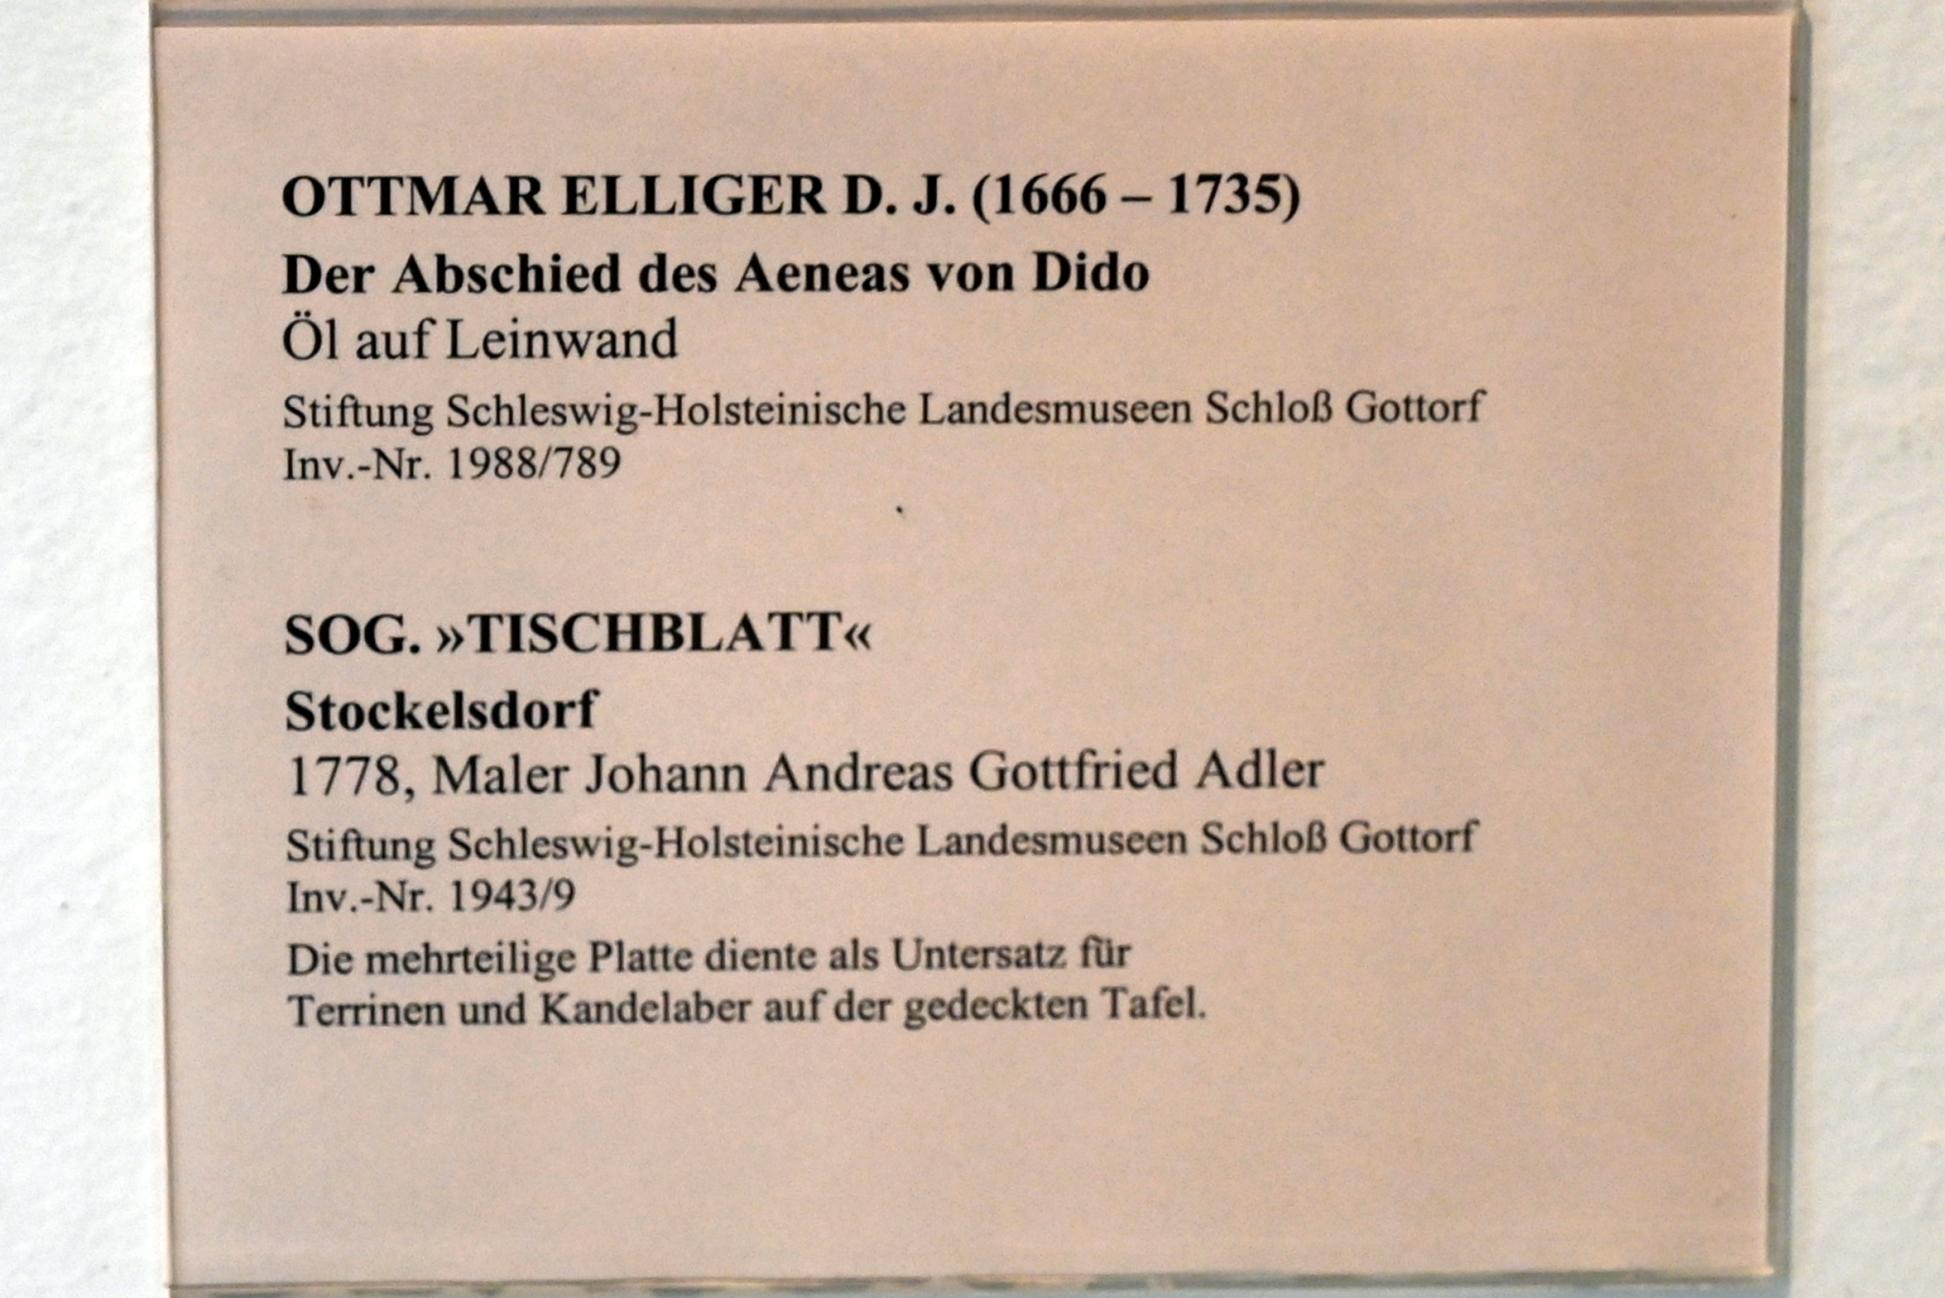 OTTMAR ELLIGER D. J. (1666 – 1735)
Der Abschied des Aeneas von Dido
Öl auf Leinwand
Stiftung Schleswig-Holsteinische Landesmuseen Schloß Gottorf
Inv.-Nr. 1988/789
SOG. »TISCHBLATT«
Stockelsdorf
1778, Maler Johann Andreas Gottfried Adler
Stiftung Schleswig-Holsteinische Landesmuseen Schloß Gottorf
Inv.-Nr. 1943/9
Die mehrteilige Platte diente als Untersatz für
Terrinen und Kandelaber auf der gedeckten Tafel.